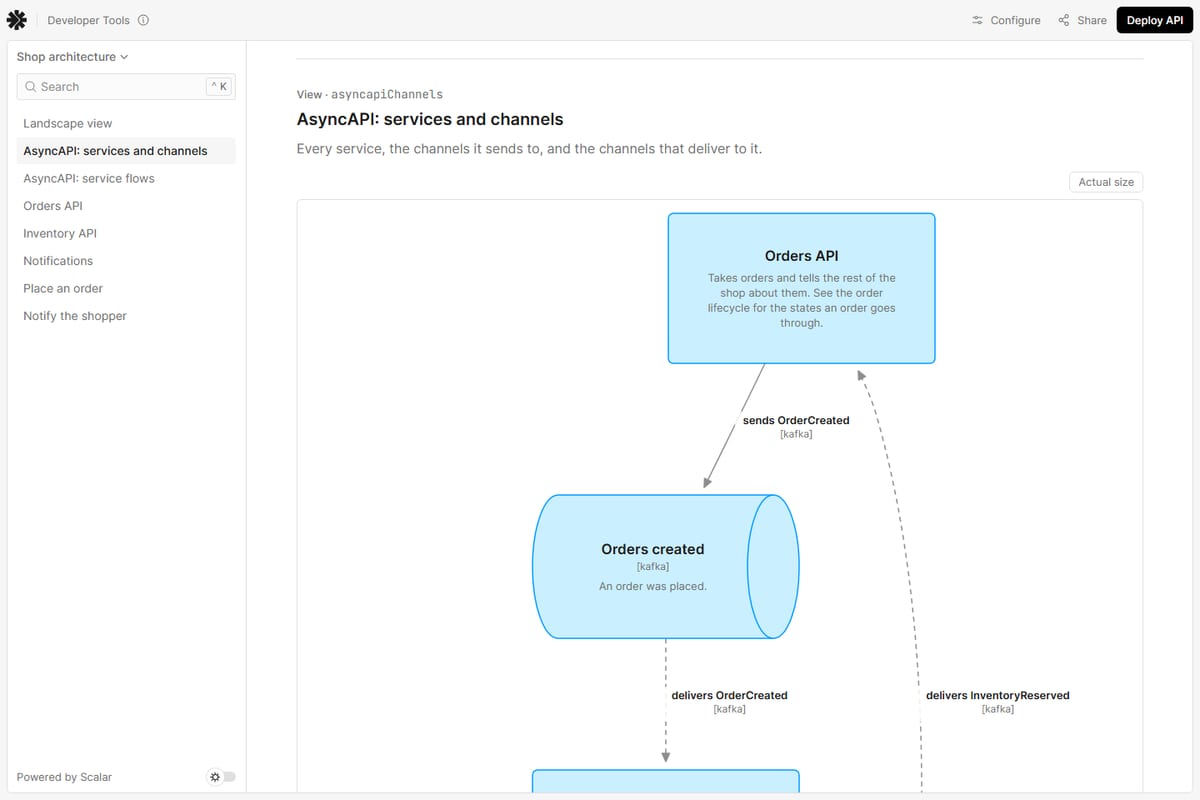 Developer Tools
Configure
Share
Deploy API
Shop architecture
Search
^ K
Landscape view
AsyncAPI: services and channels
AsyncAPI: service flows
Orders API
Inventory API
Notifications
Place an order
Notify the shopper
Powered by Scalar
View · asyncapiChannels
AsyncAPI: services and channels
Every service, the channels it sends to, and the channels that deliver to it.
Actual size
Orders API
Takes orders and tells the rest of the
shop about them. See the order
lifecycle for the states an order goes
through.
sends OrderCreated
[kafka]
Orders created
[kafka]
An order was placed.
delivers OrderCreated
[kafka]
delivers InventoryReserved
[kafka]